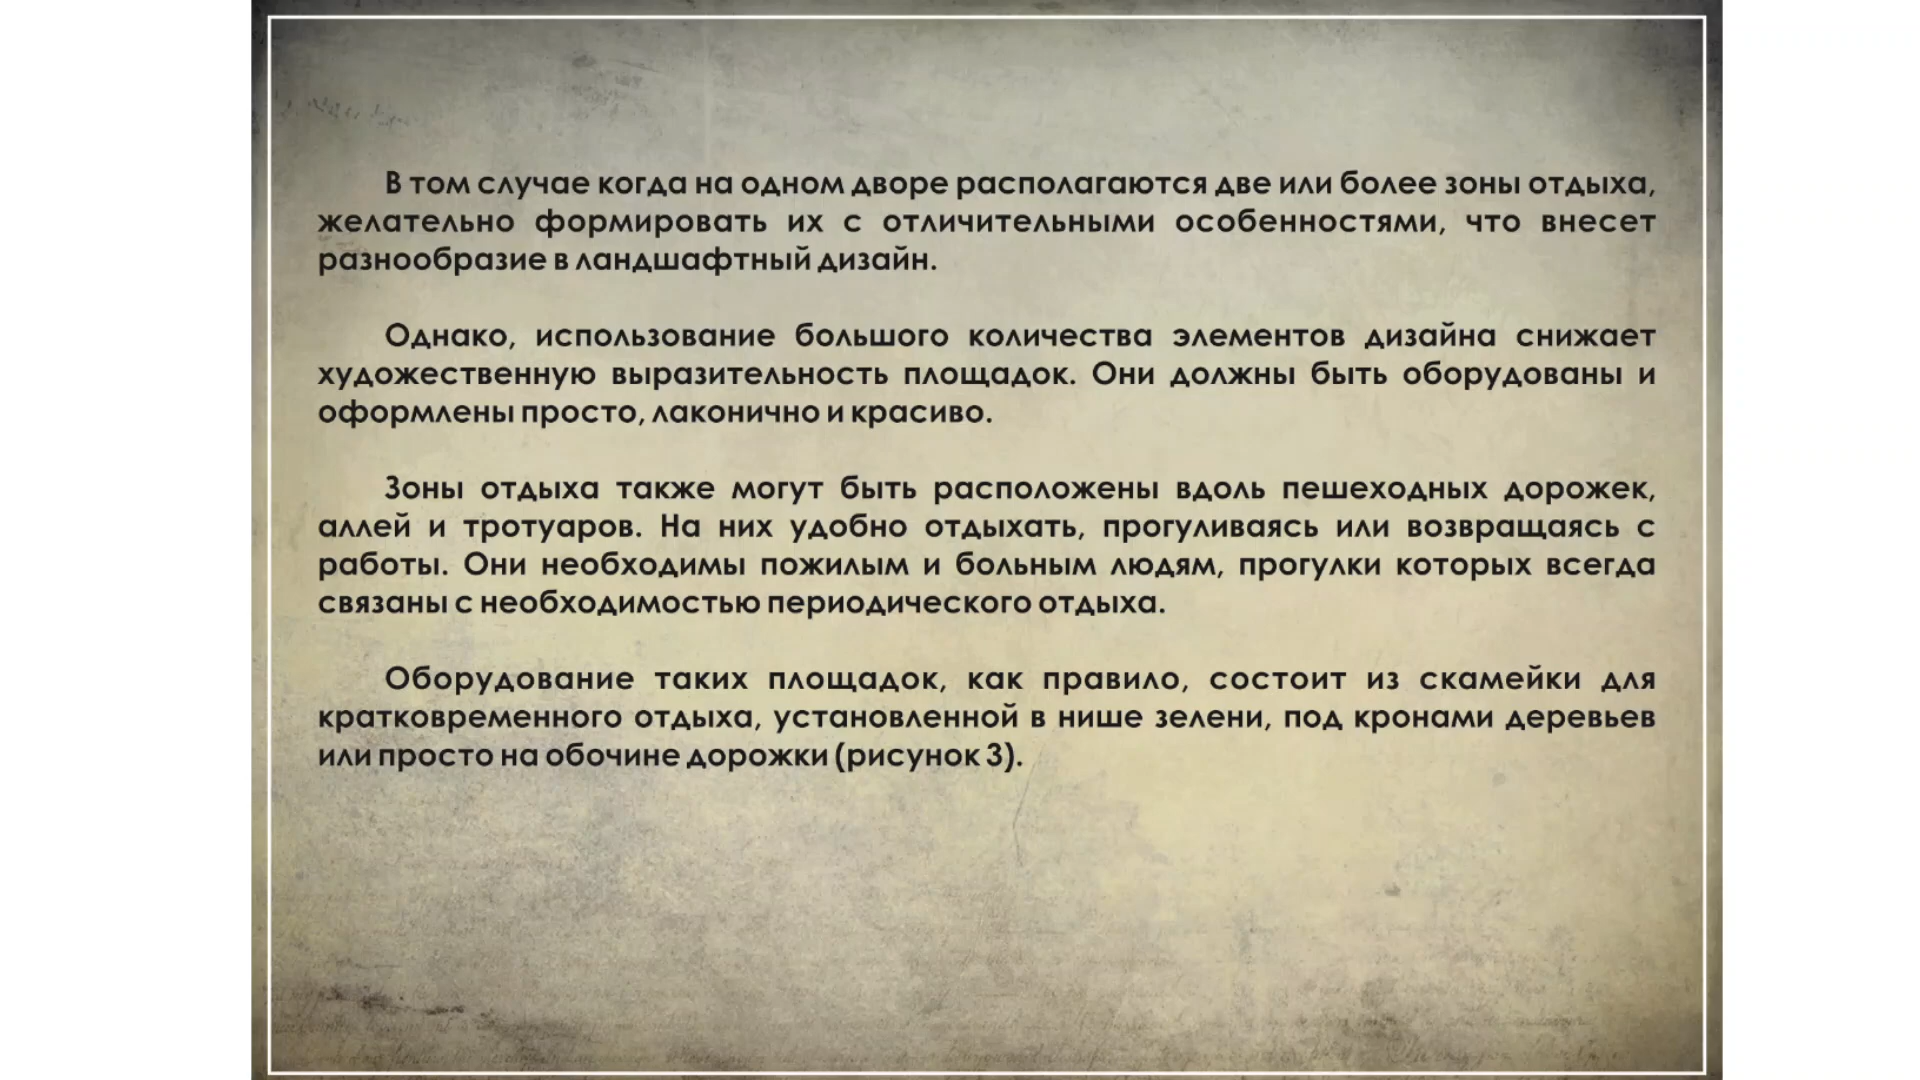 В том случае когда на одном дворе располагаются две или более зоны отдыха,
желательно формировать их с отличительными особенностями, что внесет
разнообразие в ландшафтный дизайн.
Однако, использование большого количества элементов дизайна снижает
художественную выразительность площадок. Они должны быть оборудованы и
оформлены просто, лаконично и красиво.
Зоны отдыха также могут быть расположены вдоль пешеходных дорожек,
аллей и тротуаров. На них удобно отдыхать, прогуливаясь или возвращаясь с
работы. Они необходимы пожилым и больным людям, прогулки которых всегда
связаны с необходимостью периодического отдыха.
Оборудование таких площадок, как правило, состоит из скамейки для
кратковременного отдыха, установленной в нише зелени, под кронами деревьев
или просто на обочине дорожки (рисунок 3).